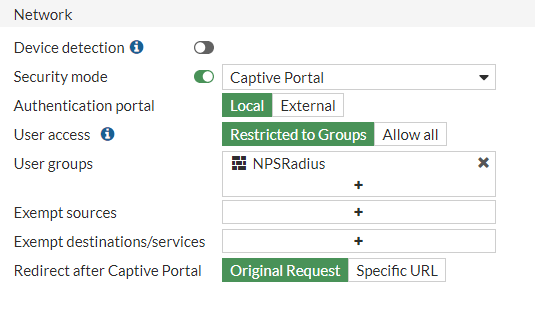 Network
Device detection
Security mode Captive Portal
Authentication portal Local External
User access Restricted to Groups Allow all
User groups NPSRadius
+
Exempt sources +
Exempt destinations/services +
Redirect after Captive Portal Original Request Specific URL